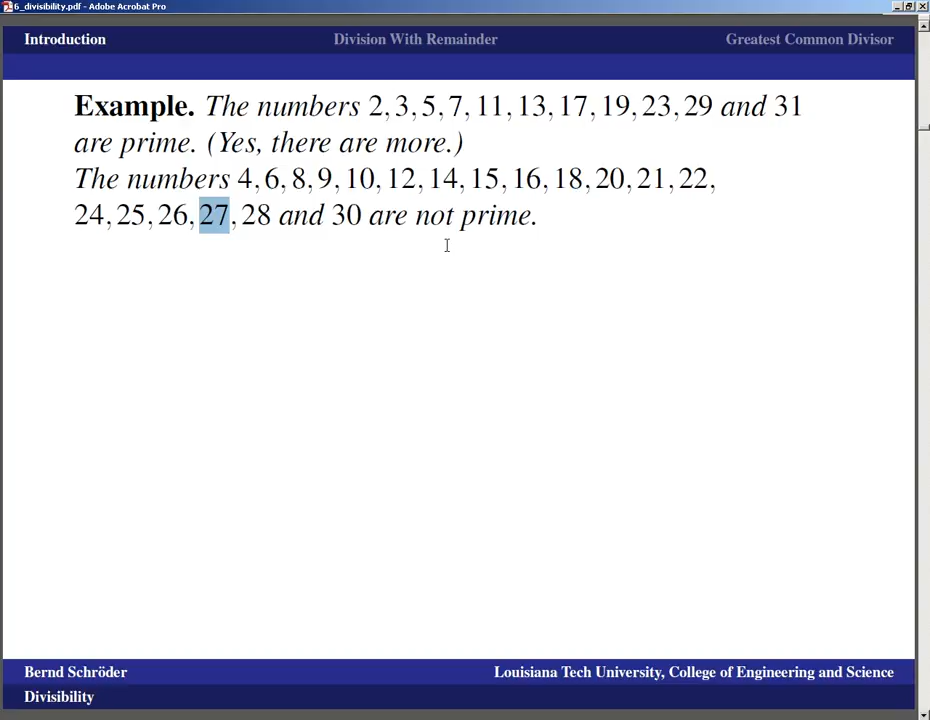 6_divisibility.pdf - Adobe Acrobat Pro
Introduction Division With Remainder Greatest Common Divisor
Example. The numbers 2, 3, 5, 7, 11, 13, 17, 19, 23, 29 and 31
are prime. (Yes, there are more.)
The numbers 4, 6, 8, 9, 10, 12, 14, 15, 16, 18, 20, 21, 22,
24, 25, 26, 27, 28 and 30 are not prime.
Bernd Schröder Louisiana Tech University, College of Engineering and Science
Divisibility